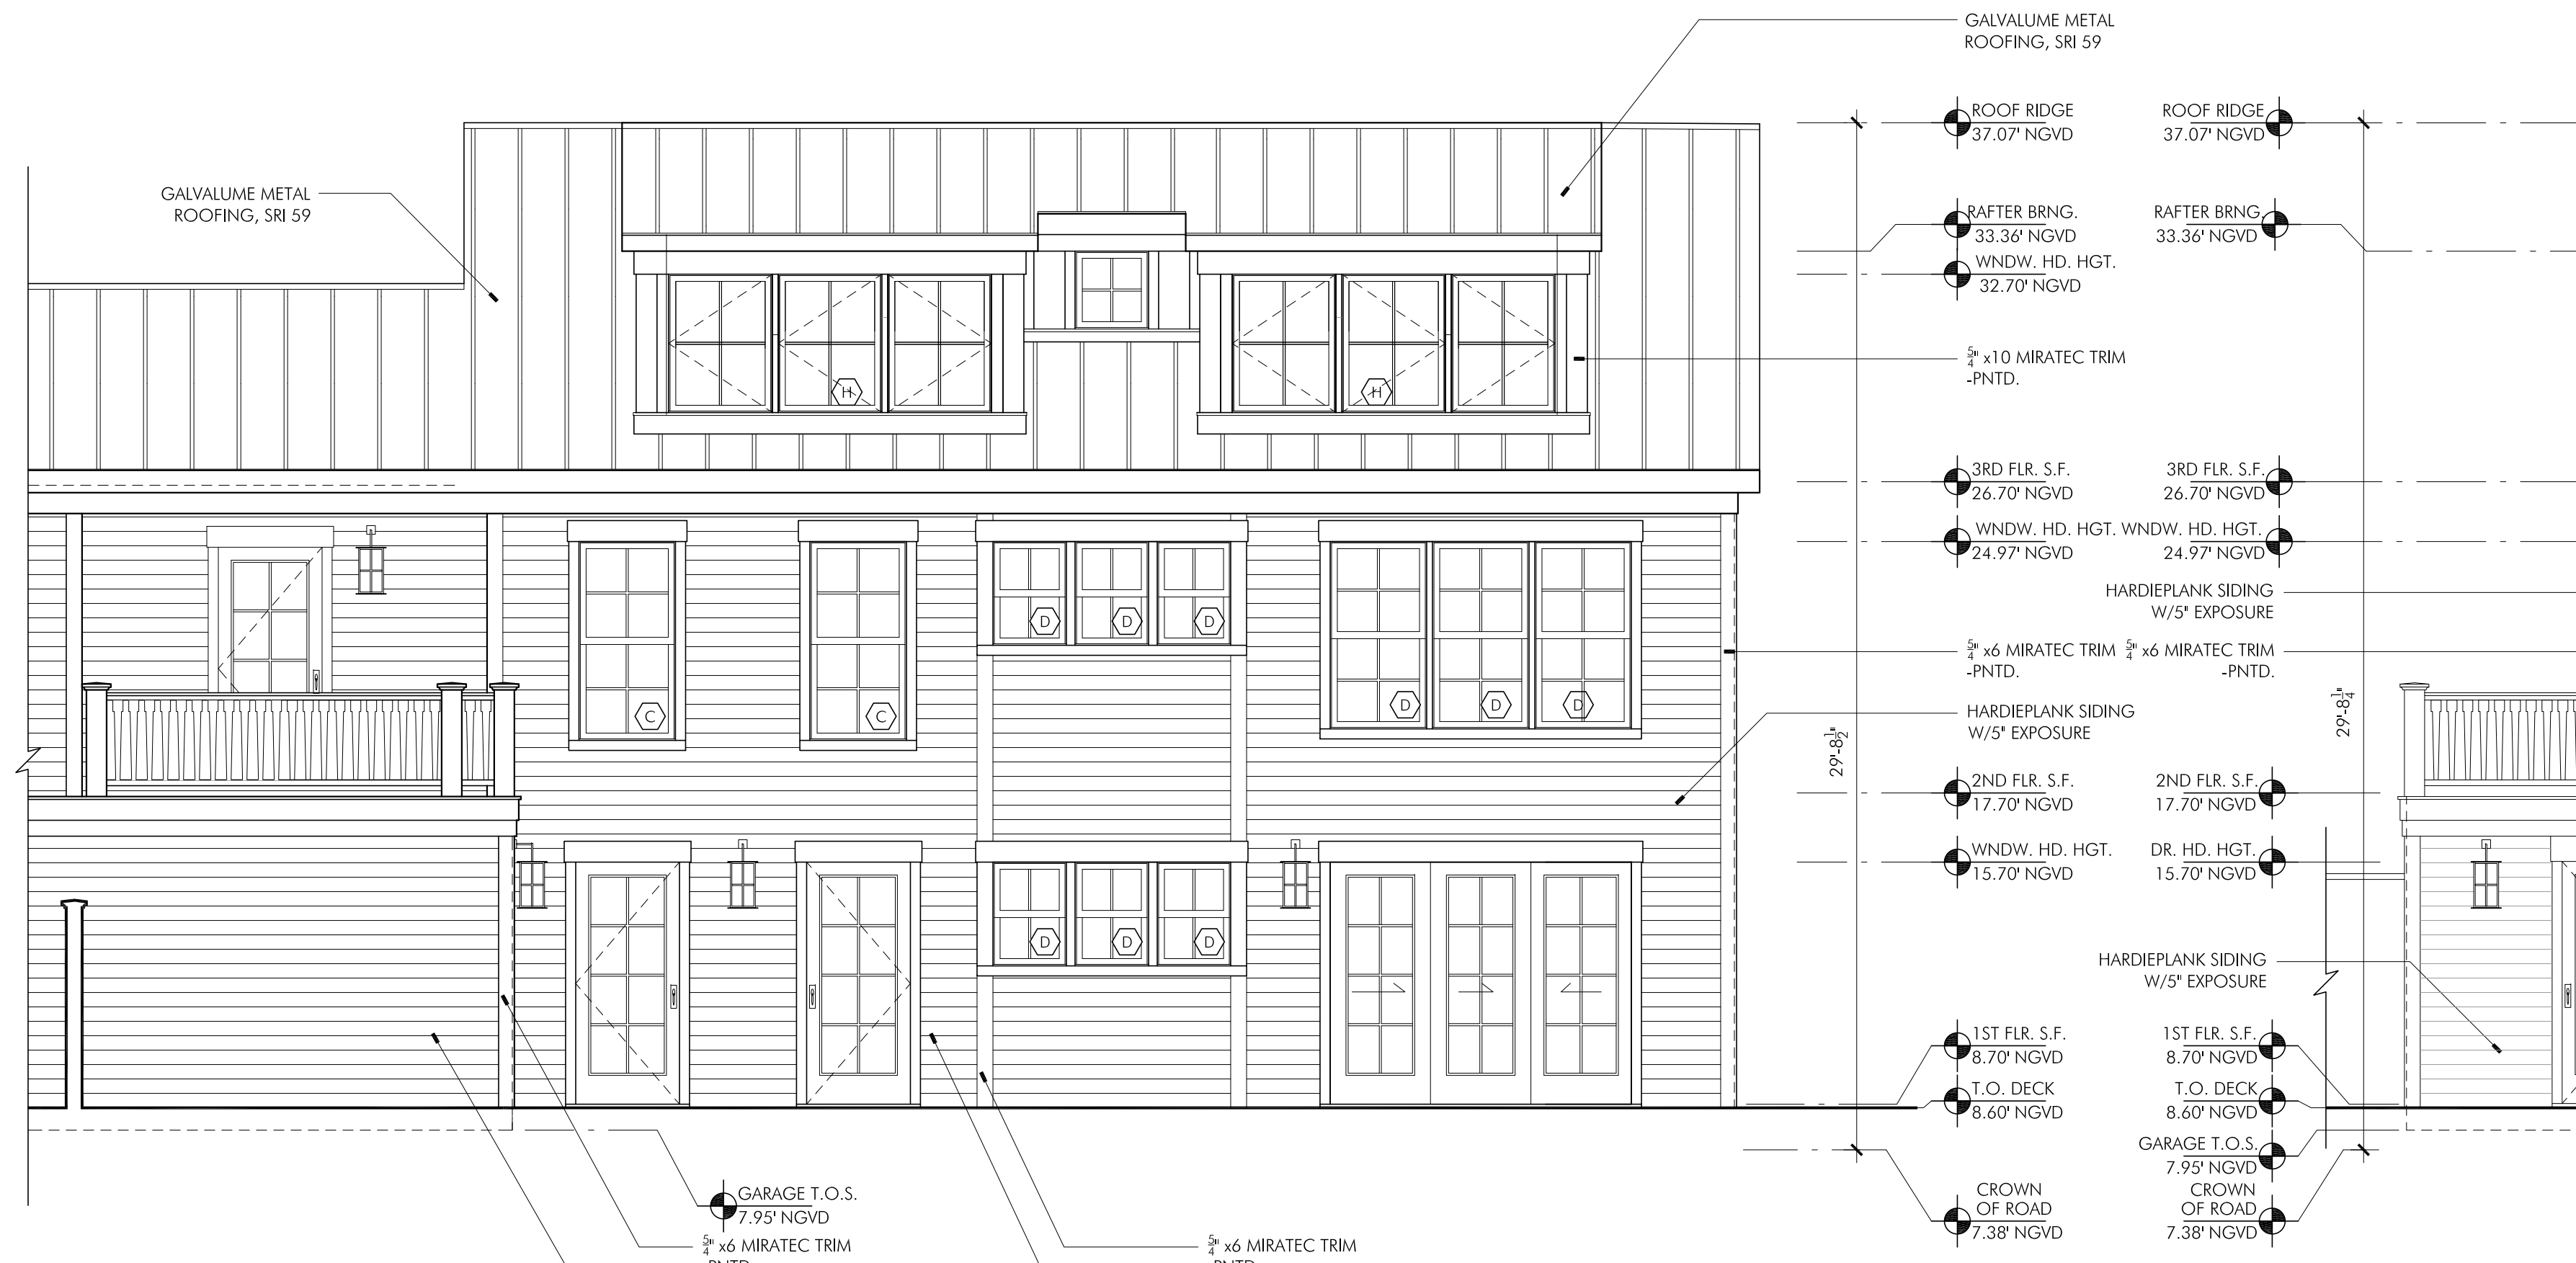 GALVALUME METAL
ROOFING, SRI 59
GALVALUME METAL
ROOFING, SRI 59
ROOF RIDGE
37.07' NGVD
ROOF RIDGE
37.07' NGVD
RAFTER BRNG.
33.36' NGVD
RAFTER BRNG.
33.36' NGVD
WNDW. HD. HGT.
32.70' NGVD
5/4" x10 MIRATEC TRIM
-PNTD.
H
H
3RD FLR. S.F.
26.70' NGVD
3RD FLR. S.F.
26.70' NGVD
WNDW. HD. HGT.
24.97' NGVD
WNDW. HD. HGT.
24.97' NGVD
HARDIEPLANK SIDING
W/5" EXPOSURE
5/4" x6 MIRATEC TRIM
-PNTD.
5/4" x6 MIRATEC TRIM
-PNTD.
D
D
D
C
C
D
D
D
HARDIEPLANK SIDING
W/5" EXPOSURE
29'-8 1/2"
29'-8 1/4"
2ND FLR. S.F.
17.70' NGVD
2ND FLR. S.F.
17.70' NGVD
WNDW. HD. HGT.
15.70' NGVD
DR. HD. HGT.
15.70' NGVD
D
D
D
HARDIEPLANK SIDING
W/5" EXPOSURE
1ST FLR. S.F.
8.70' NGVD
1ST FLR. S.F.
8.70' NGVD
T.O. DECK
8.60' NGVD
T.O. DECK
8.60' NGVD
GARAGE T.O.S.
7.95' NGVD
GARAGE T.O.S.
7.95' NGVD
CROWN
OF ROAD
7.38' NGVD
CROWN
OF ROAD
7.38' NGVD
5/4" x6 MIRATEC TRIM
5/4" x6 MIRATEC TRIM